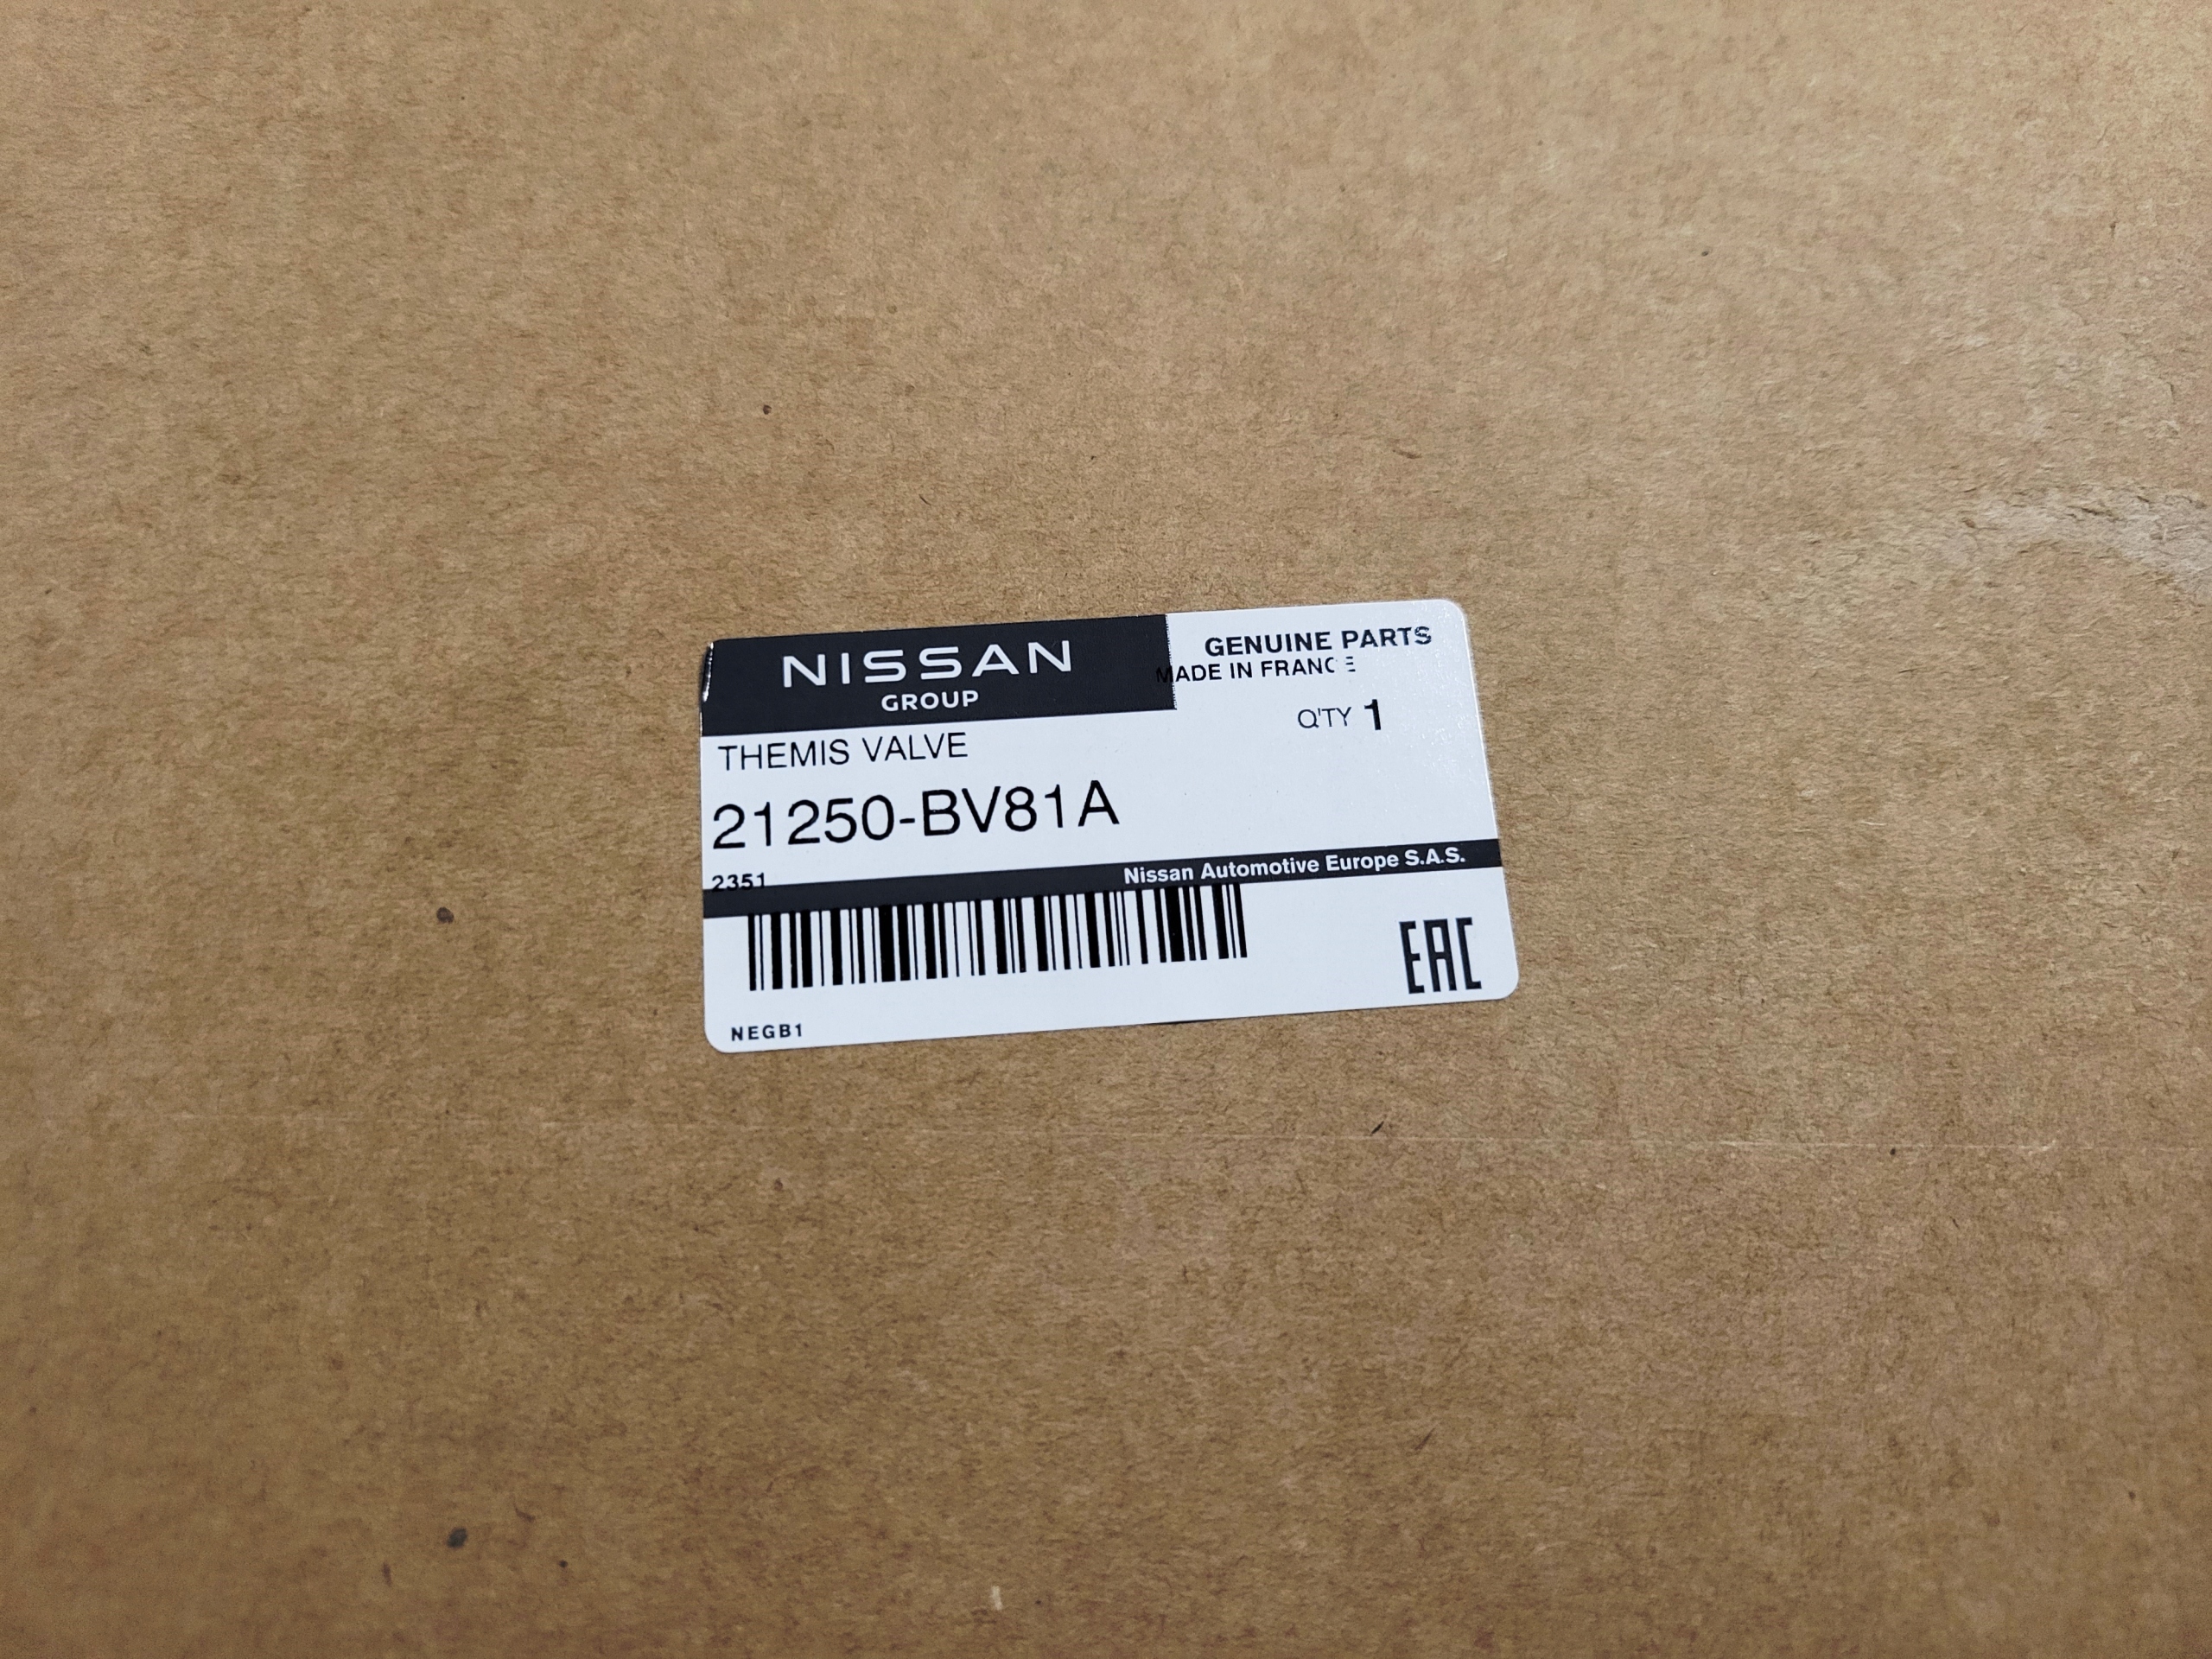 NISSAN
GROUP
GENUINE PARTS
MADE IN FRANCE
Q'TY 1
THEMIS VALVE
21250-BV81A
2351
Nissan Automotive Europe S.A.S.
EAC
NEGB1